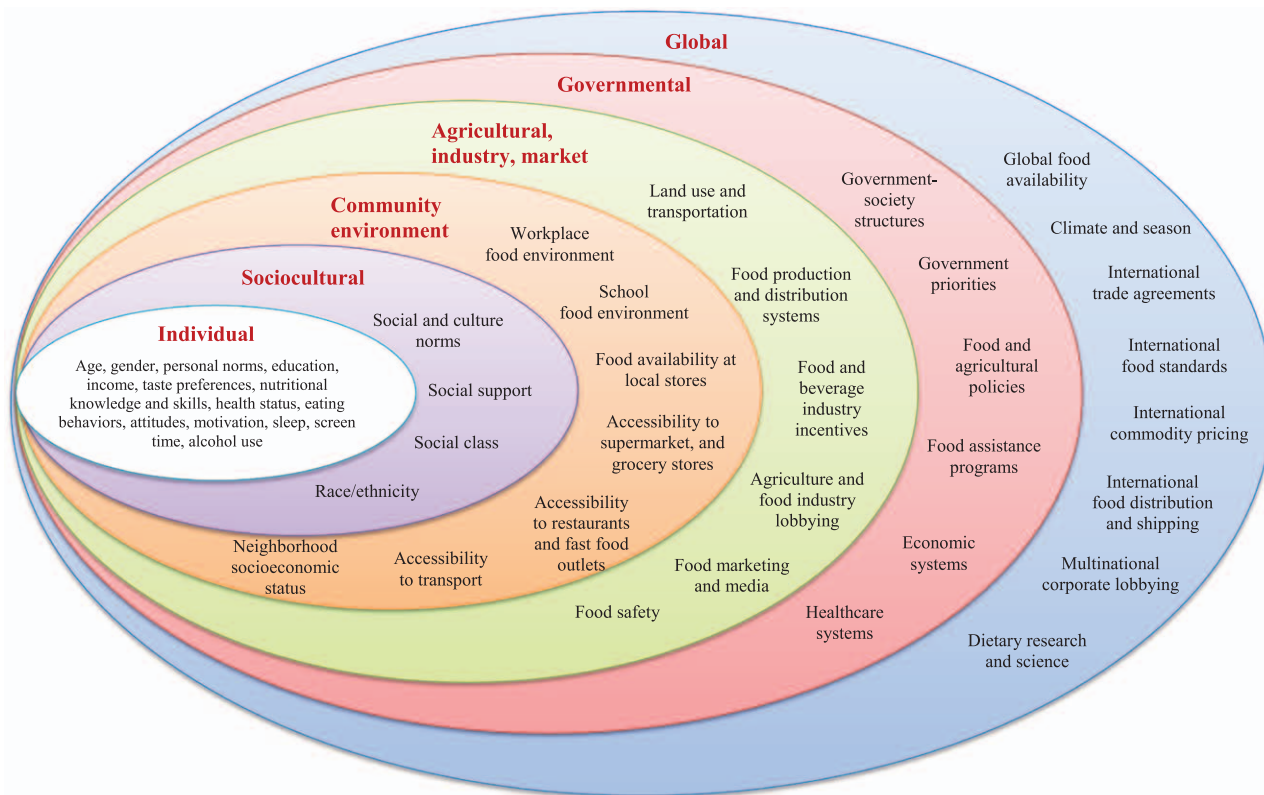 Global
Governmental
Agricultural,
industry, market
Community
environment
Sociocultural
Individual
Age, gender, personal norms, education,
income, taste preferences, nutritional
knowledge and skills, health status, eating
behaviors, attitudes, motivation, sleep, screen
time, alcohol use
Social and culture
norms
Social support
Social class
Race/ethnicity
Workplace
food environment
School
food environment
Food availability at
local stores
Accessibility to
supermarket, and
grocery stores
Accessibility
to restaurants
and fast food
outlets
Accessibility
to transport
Neighborhood
socioeconomic
status
Land use and
transportation
Food production
and distribution
systems
Food and
beverage
industry
incentives
Agriculture and
food industry
lobbying
Food marketing
and media
Food safety
Government-
society
structures
Government
priorities
Food and
agricultural
policies
Food assistance
programs
Economic
systems
Healthcare
systems
Global food
availability
Climate and season
International
trade agreements
International
food standards
International
commodity pricing
International
food distribution
and shipping
Multinational
corporate lobbying
Dietary research
and science